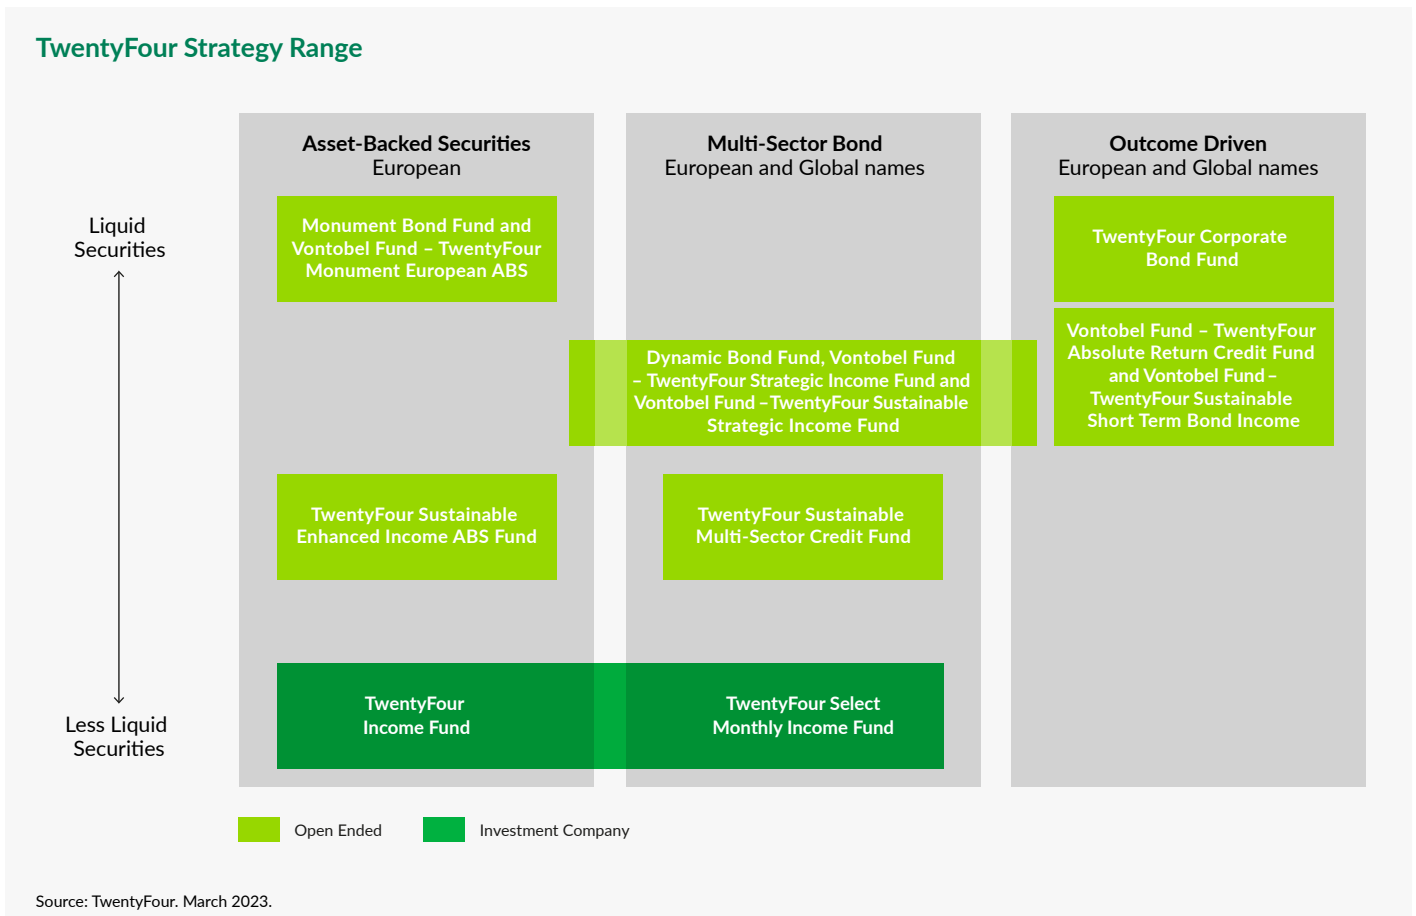 TwentyFour Strategy Range
Asset-Backed Securities
European
Multi-Sector Bond
European and Global names
Outcome Driven
European and Global names
Liquid
Securities
Less Liquid
Securities
Monument Bond Fund and
Vontobel Fund – TwentyFour
Monument European ABS
TwentyFour Corporate
Bond Fund
Dynamic Bond Fund, Vontobel Fund
– TwentyFour Strategic Income Fund and
Vontobel Fund – TwentyFour Sustainable
Strategic Income Fund
Vontobel Fund – TwentyFour
Absolute Return Credit Fund
and Vontobel Fund –
TwentyFour Sustainable
Short Term Bond Income
TwentyFour Sustainable
Enhanced Income ABS Fund
TwentyFour Sustainable
Multi-Sector Credit Fund
TwentyFour
Income Fund
TwentyFour Select
Monthly Income Fund
Open Ended
Investment Company
Source: TwentyFour. March 2023.